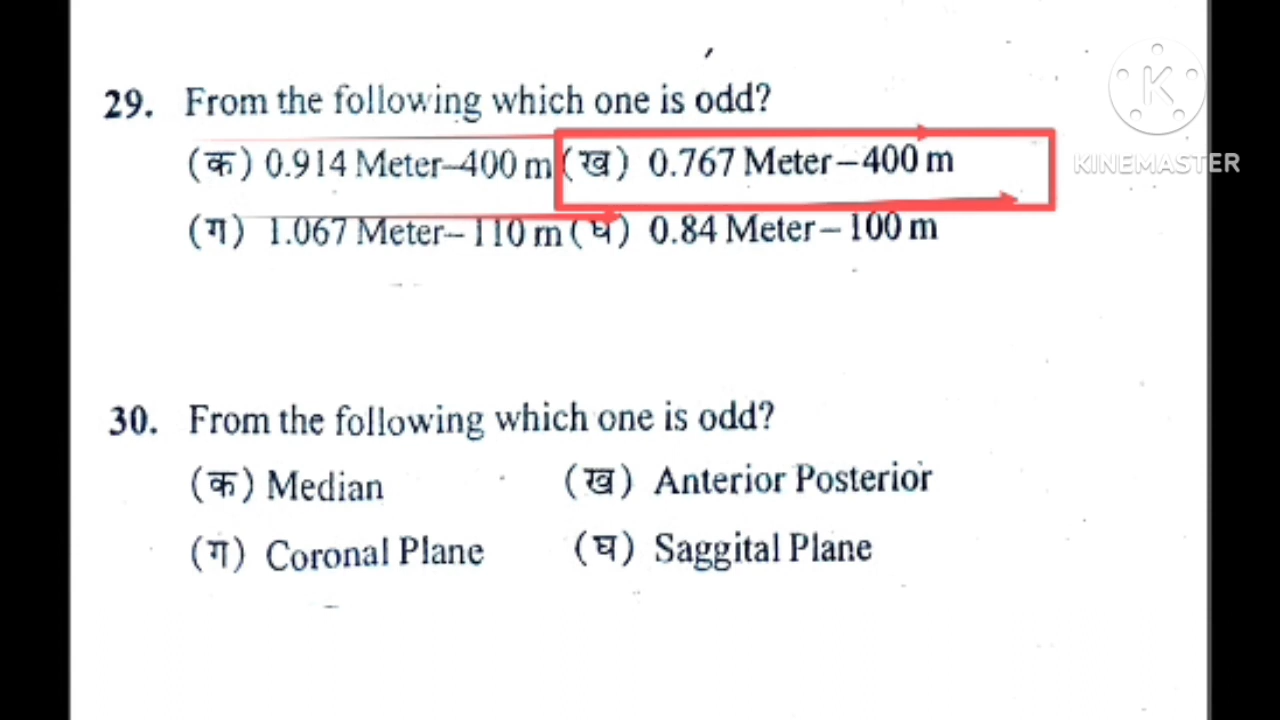 29. From the following which one is odd?
(क) 0.914 Meter–400 m (ख) 0.767 Meter–400 m
(ग) 1.067 Meter–110 m (घ) 0.84 Meter–100 m
K
KINEMASTER
30. From the following which one is odd?
(क) Median (ख) Anterior Posterior
(ग) Coronal Plane (घ) Saggital Plane